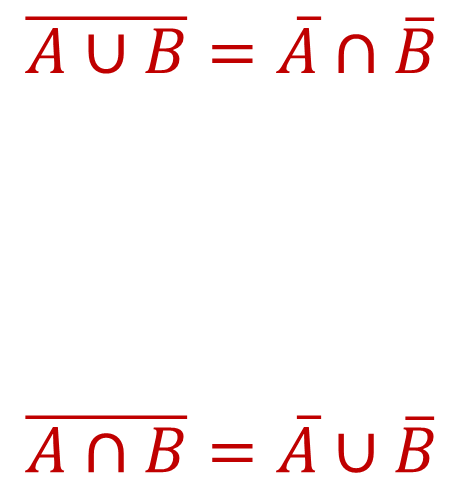 $\overline{A \cup B} = \bar{A} \cap \bar{B}$
$\overline{A \cap B} = \bar{A} \cup \bar{B}$